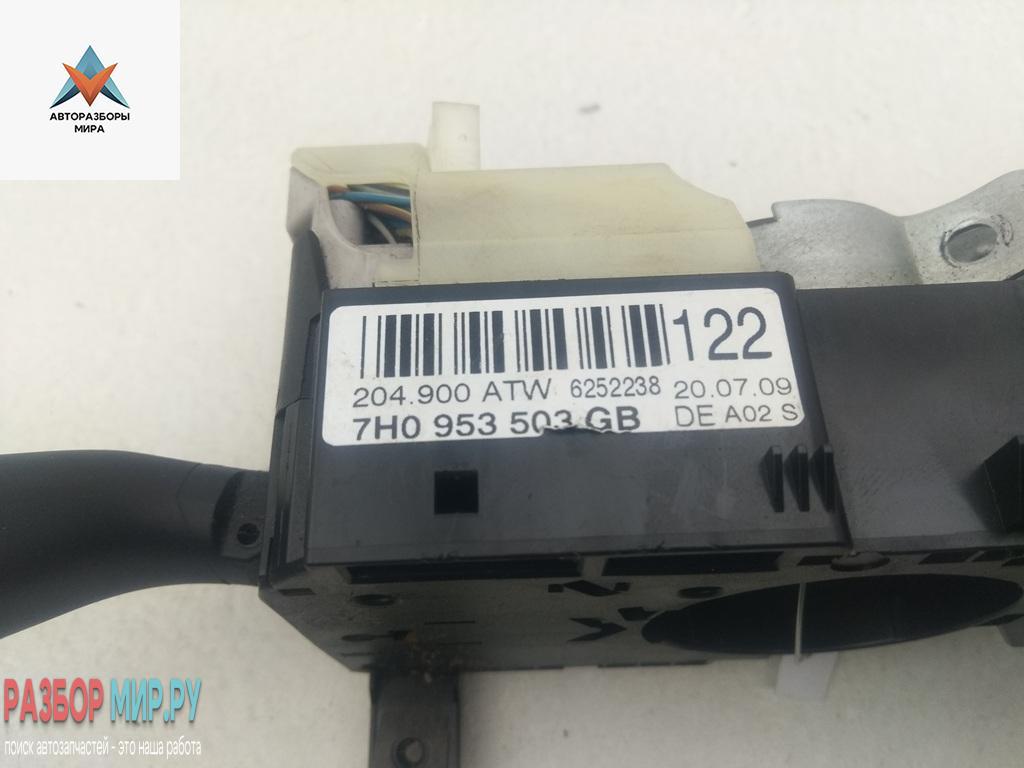 АВТОРАЗБОРЫ
МИРА
122
204.900 ATW 6252238 20.07.09
7H0 953 503 GB DE A02 S
РАЗБОР МИР.РУ
поиск автозапчастей - это наша работа